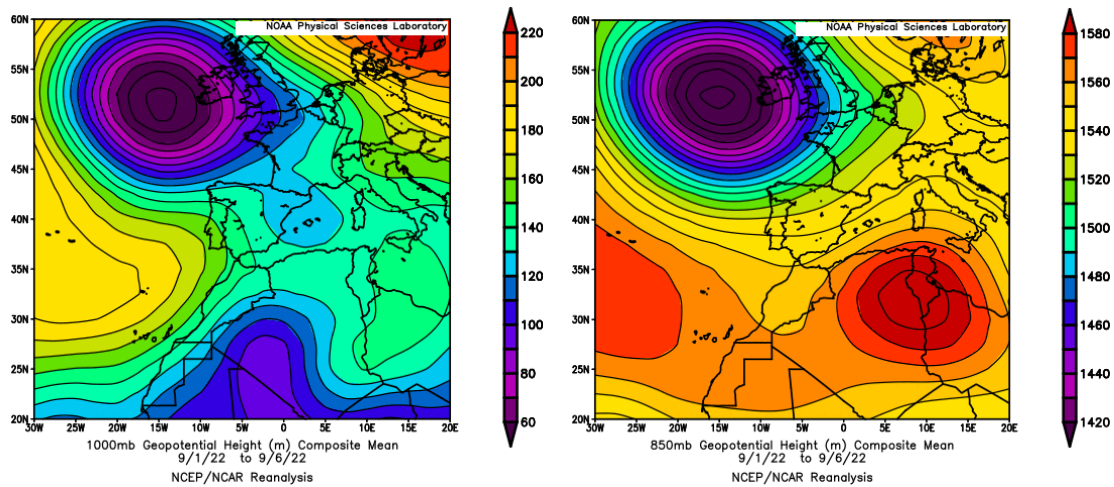 NOAA Physical Sciences Laboratory
60N
55N
50N
45N
40N
35N
30N
25N
20N
30W 25W 20W 15W 10W 5W 0 5E 10E 15E 20E
220
200
180
160
140
120
100
80
60
1000mb Geopotential Height (m) Composite Mean
9/1/22 to 9/6/22
NCEP/NCAR Reanalysis
NOAA Physical Sciences Laboratory
60N
55N
50N
45N
40N
35N
30N
25N
20N
30W 25W 20W 15W 10W 5W 0 5E 10E 15E 20E
1580
1560
1540
1520
1500
1480
1460
1440
1420
850mb Geopotential Height (m) Composite Mean
9/1/22 to 9/6/22
NCEP/NCAR Reanalysis